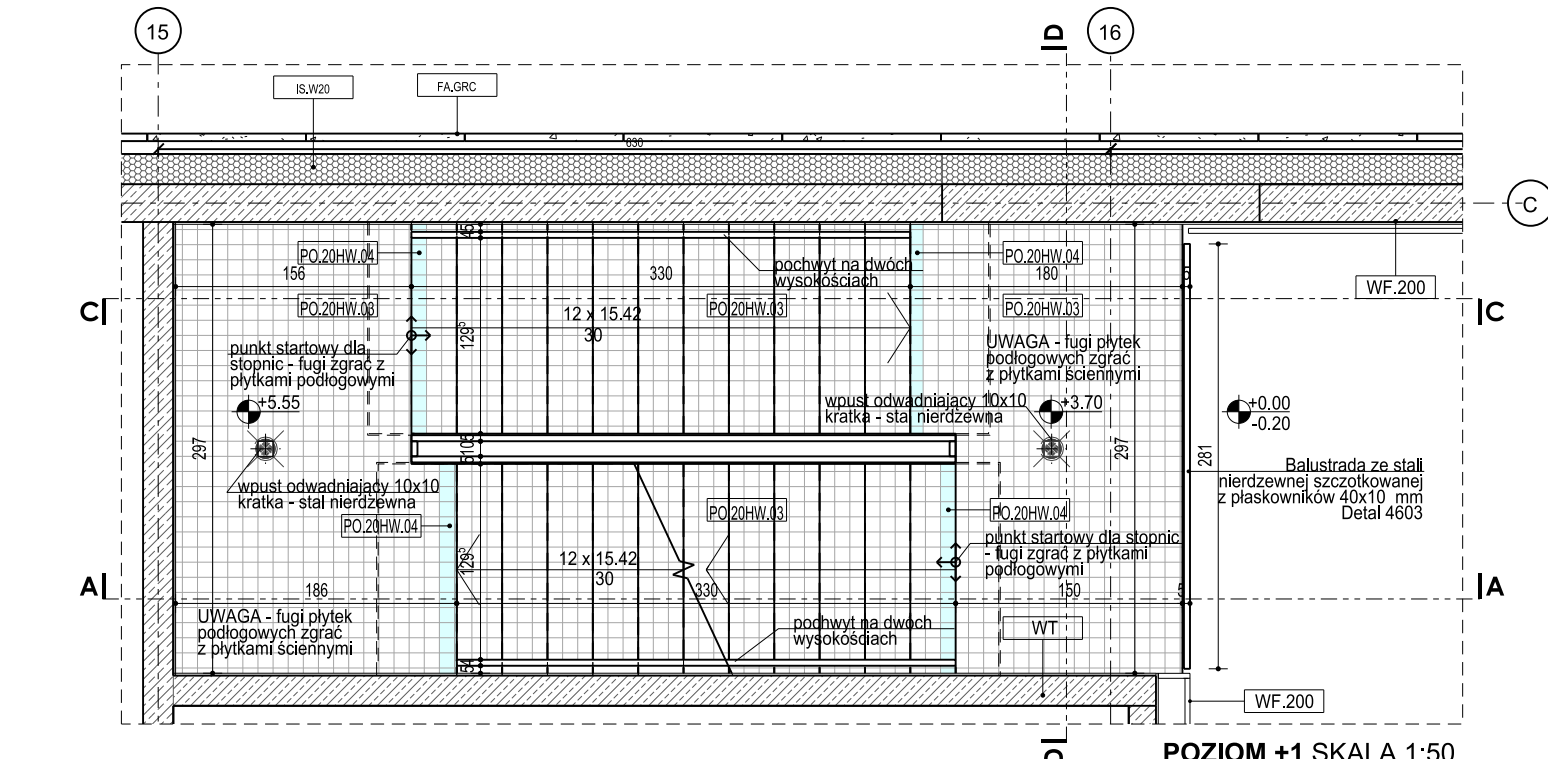 15
D
16
IS.W20
FA.GRC
630
C
PO.20HW.04
156
PO.20HW.03
45
pochwyt na dwóch
wysokościach
330
12 x 15.42
30
PO.20HW.03
129⁵
PO.20HW.04
180
5
PO.20HW.03
WF.200
C
C
punkt startowy dla
stopnic - fugi zgrać z
płytkami podłogowymi
UWAGA - fugi płytek
podłogowych zgrać
z płytkami ściennymi
+5.55
wpust odwadniający 10x10
kratka - stal nierdzewna
+3.70
+0.00
-0.20
297
297
281
5105
wpust odwadniający 10x10
kratka - stal nierdzewna
Balustrada ze stali
nierdzewnej szczotkowanej
z płaskowników 40x10 mm
Detal 4603
PO.20HW.04
PO.20HW.03
PO.20HW.04
punkt startowy dla stopnic
- fugi zgrać z płytkami
podłogowymi
129⁵
12 x 15.42
30
A
A
186
330
150
5
UWAGA - fugi płytek
podłogowych zgrać
z płytkami ściennymi
podhwyt na dwóch
wysokościach
WT
54
WF.200
D
POZIOM +1 SKALA 1:50